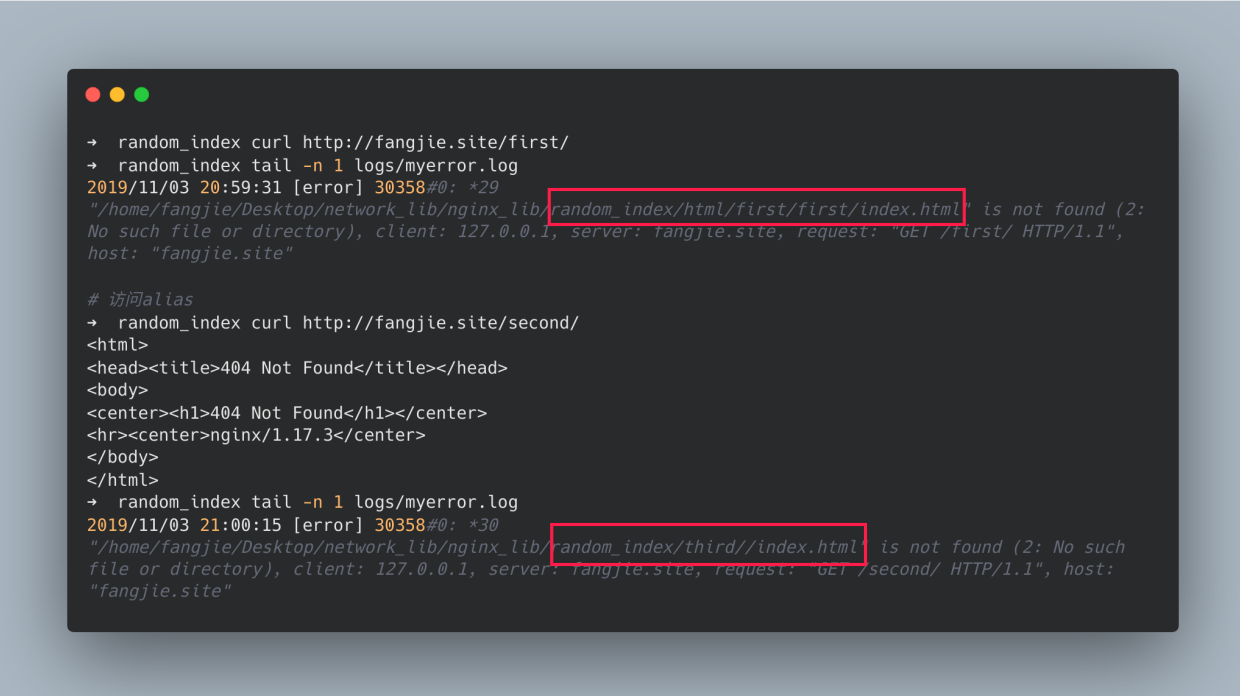 →  random_index curl http://fangjie.site/first/
→  random_index tail -n 1 logs/myerror.log
2019/11/03 20:59:31 [error] 30358#0: *29
"/home/fangjie/Desktop/network_lib/nginx_lib/random_index/html/first/first/index.html" is not found (2:
No such file or directory), client: 127.0.0.1, server: fangjie.site, request: "GET /first/ HTTP/1.1",
host: "fangjie.site"
# 访问alias
→  random_index curl http://fangjie.site/second/
<html>
<head><title>404 Not Found</title></head>
<body>
<center><h1>404 Not Found</h1></center>
<hr><center>nginx/1.17.3</center>
</body>
</html>
→  random_index tail -n 1 logs/myerror.log
2019/11/03 21:00:15 [error] 30358#0: *30
"/home/fangjie/Desktop/network_lib/nginx_lib/random_index/third//index.html" is not found (2: No such
file or directory), client: 127.0.0.1, server: fangjie.site, request: "GET /second/ HTTP/1.1", host:
"fangjie.site"